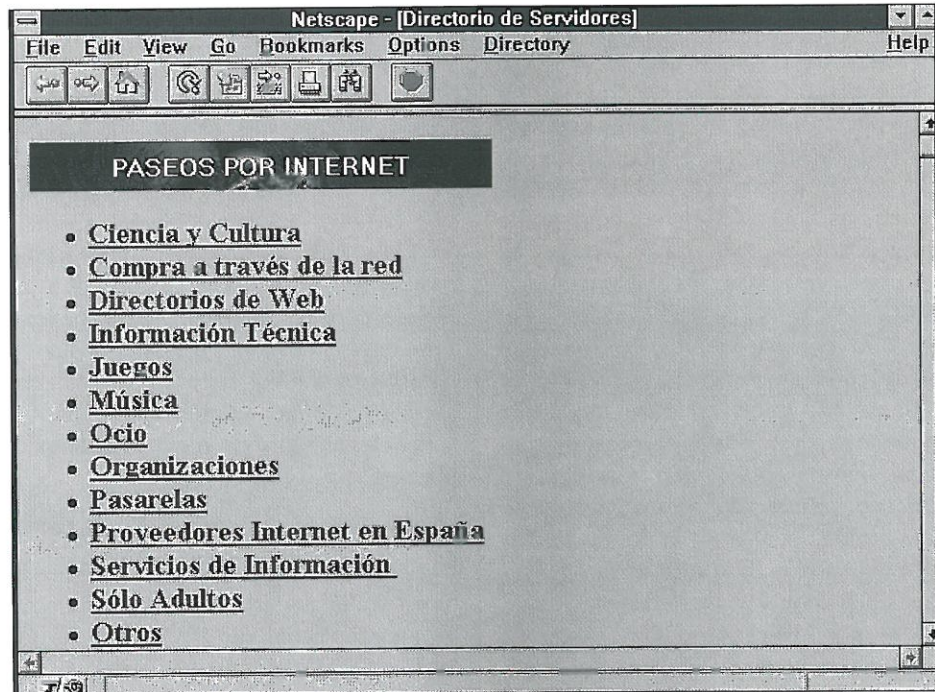 Netscape - [Directorio de Servidores]
File Edit View Go Bookmarks Options Directory Help
PASEOS POR INTERNET
Ciencia y Cultura
Compra a través de la red
Directorios de Web
Información Técnica
Juegos
Música
Ocio
Organizaciones
Pasarelas
Proveedores Internet en España
Servicios de Información
Sólo Adultos
Otros